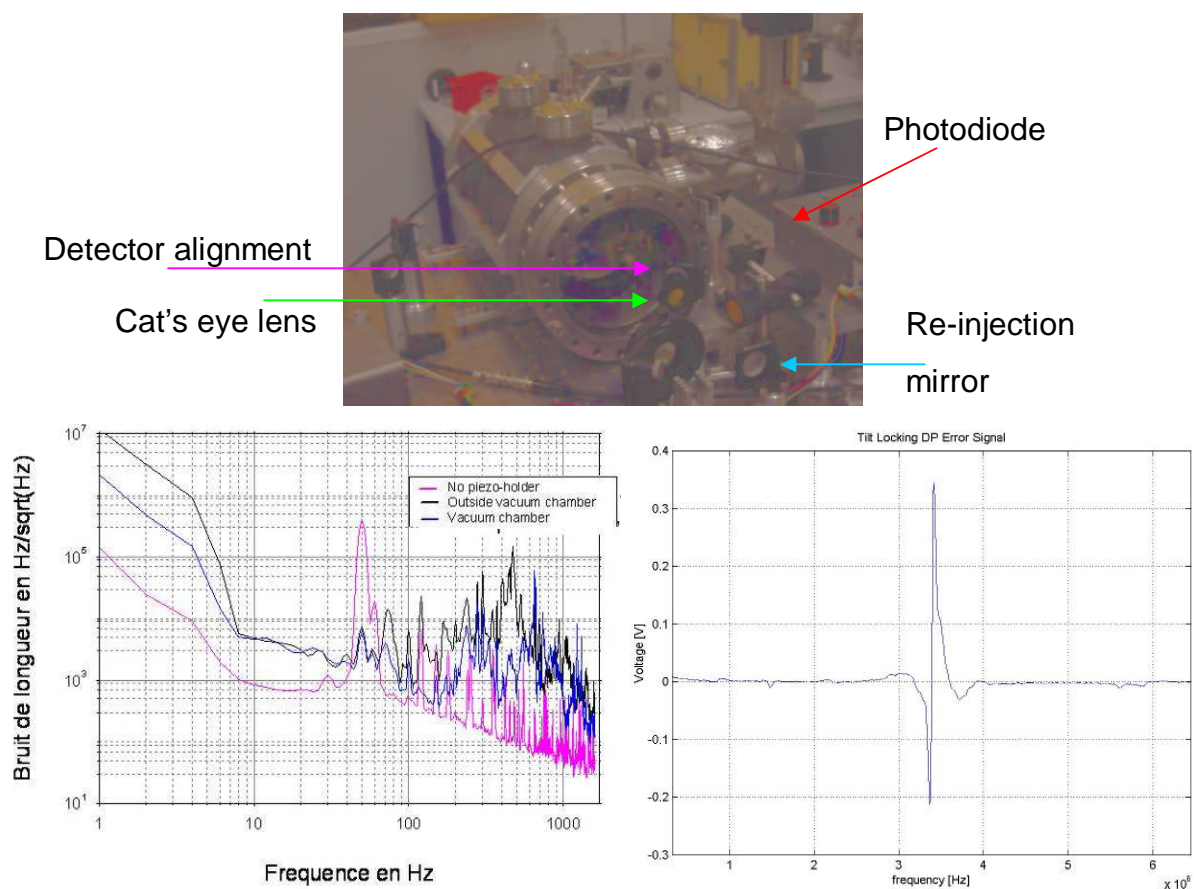 Photodiode
Detector alignment
Cat's eye lens
Re-injection
mirror
Bruit de longueur en Hz/sqrt(Hz)
10^7
10^5
10^3
10^1
No piezo-holder
Outside vacuum chamber
Vacuum chamber
1
10
100
1000
Frequence en Hz
Tilt Locking DP Error Signal
Voltage [V]
0.4
0.3
0.2
0.1
0
-0.1
-0.2
-0.3
1
2
3
4
5
6
x 10^6
frequency [Hz]